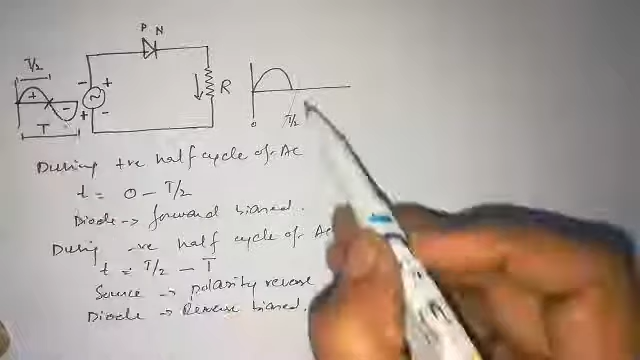 P N
T/2
+
-
- +
+ -
T
R
0 T/2
During +ve half cycle of AC
t = 0 - T/2
Diode → forward biased.
During -ve half cycle of AC
t = T/2 - T
Source → polarity reverse
Diode → Reverse biased.